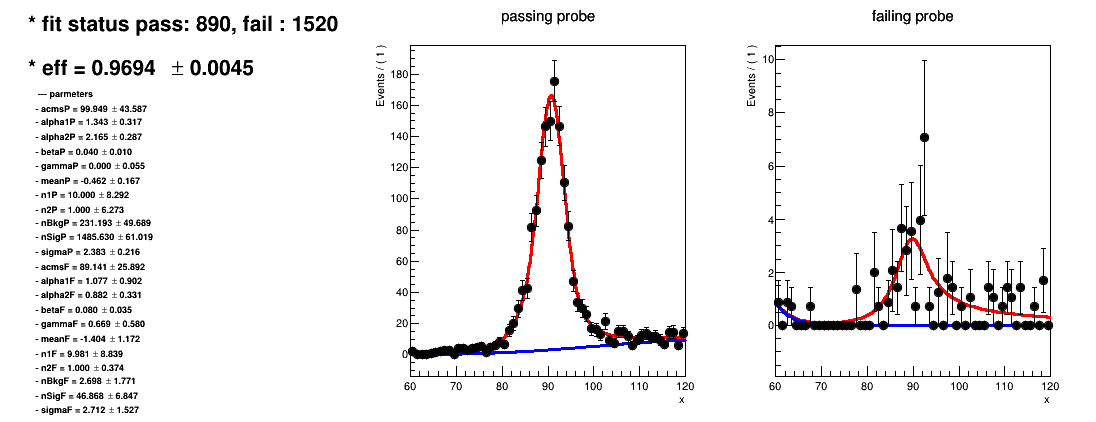 * fit status pass: 890, fail : 1520
* eff = 0.9694 ± 0.0045
--- parmeters
- acmsP = 99.949 ± 43.587
- alpha1P = 1.343 ± 0.317
- alpha2P = 2.165 ± 0.287
- betaP = 0.040 ± 0.010
- gammaP = 0.000 ± 0.055
- meanP = -0.462 ± 0.167
- n1P = 10.000 ± 8.292
- n2P = 1.000 ± 6.273
- nBkgP = 231.193 ± 49.689
- nSigP = 1485.630 ± 61.019
- sigmaP = 2.383 ± 0.216
- acmsF = 89.141 ± 25.892
- alpha1F = 1.077 ± 0.902
- alpha2F = 0.882 ± 0.331
- betaF = 0.080 ± 0.035
- gammaF = 0.669 ± 0.580
- meanF = -1.404 ± 1.172
- n1F = 9.981 ± 8.839
- n2F = 1.000 ± 0.374
- nBkgF = 2.698 ± 1.771
- nSigF = 46.868 ± 6.847
- sigmaF = 2.712 ± 1.527
passing probe
Events / ( 1 )
180
160
140
120
100
80
60
40
20
0
60 70 80 90 100 110 120
x
failing probe
Events / ( 1 )
10
8
6
4
2
0
60 70 80 90 100 110 120
x